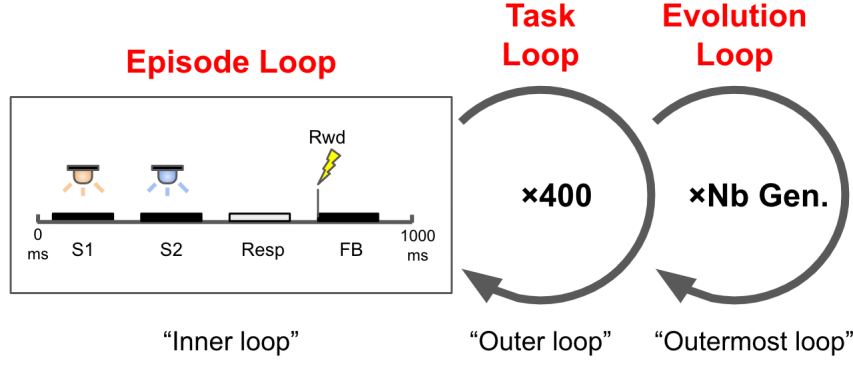 Episode Loop
Task
Loop
Evolution
Loop
Rwd
0
ms
S1
S2
Resp
FB
1000
ms
×400
×Nb Gen.
“Inner loop”
“Outer loop”
“Outermost loop”